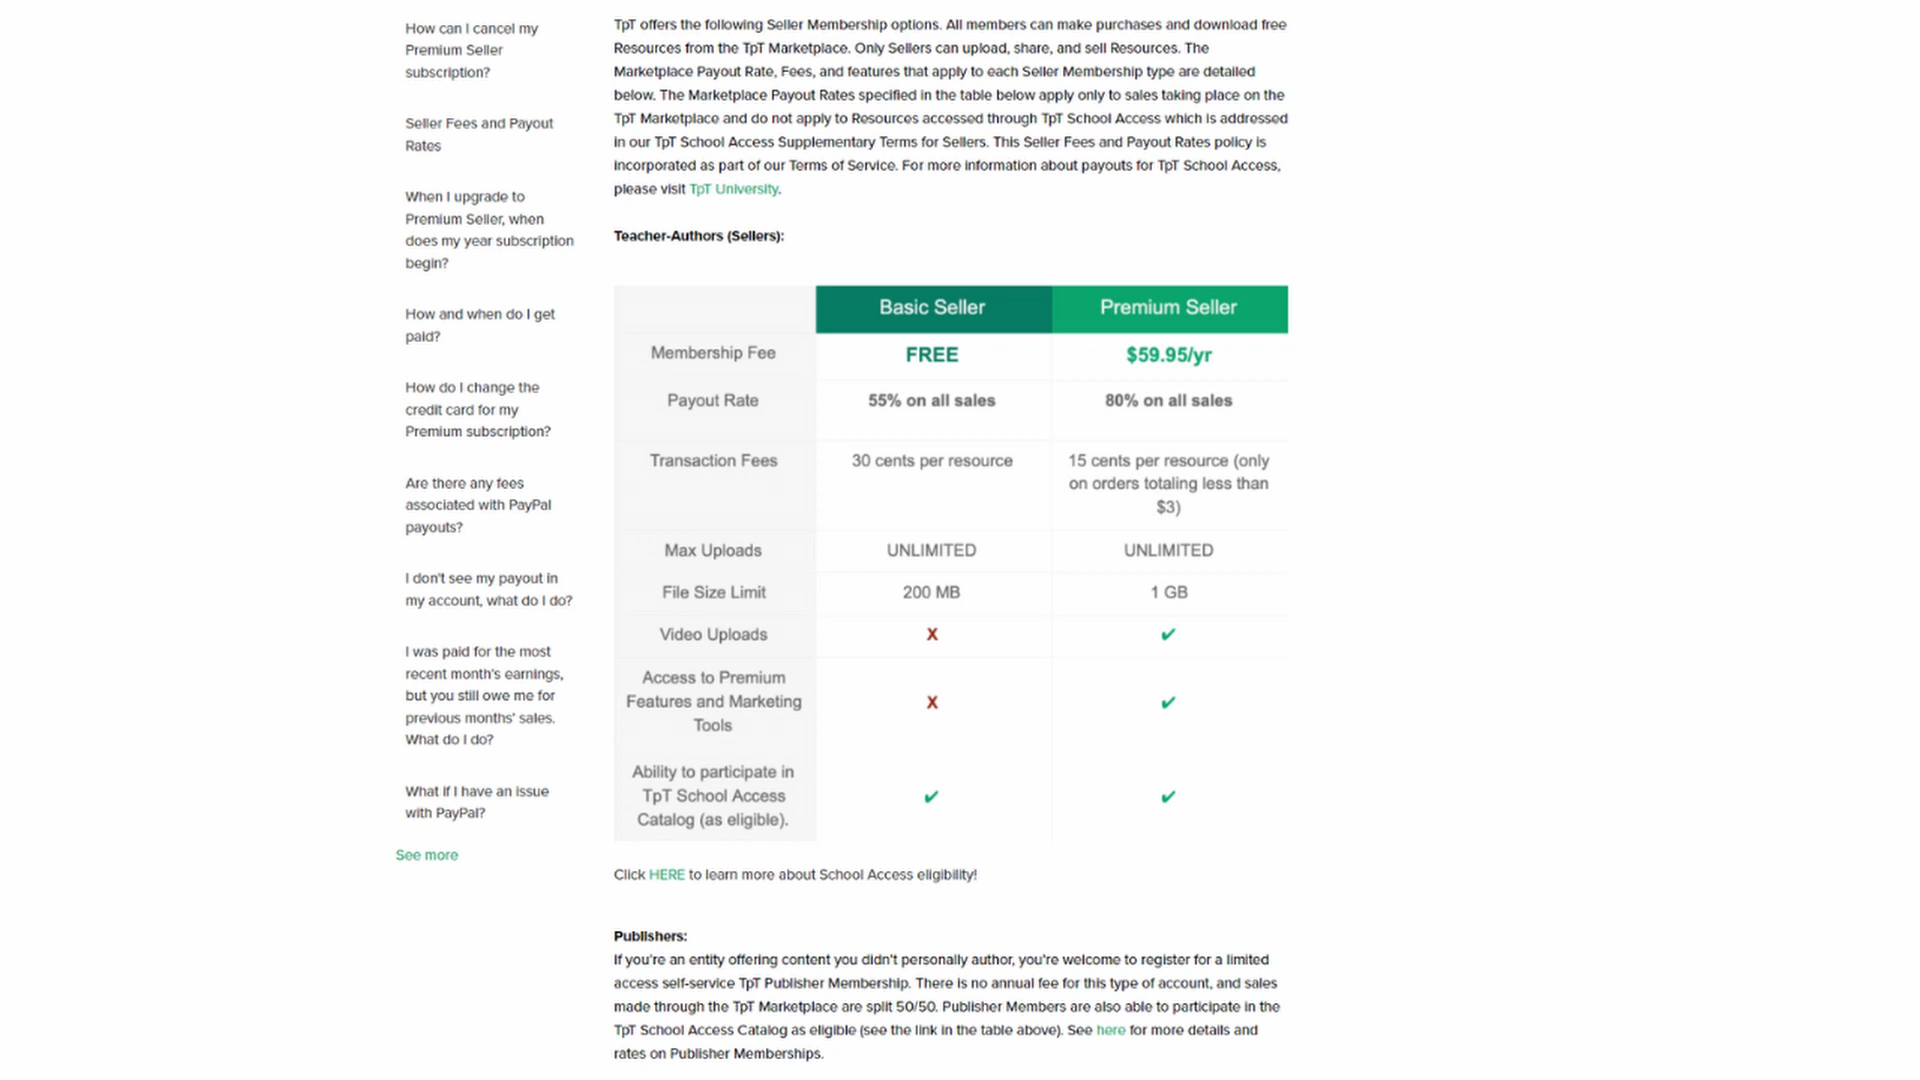 How can I cancel my
Premium Seller
subscription?
Seller Fees and Payout
Rates
When I upgrade to
Premium Seller, when
does my year subscription
begin?
How and when do I get
paid?
How do I change the
credit card for my
Premium subscription?
Are there any fees
associated with PayPal
payouts?
I don't see my payout in
my account, what do I do?
I was paid for the most
recent month's earnings,
but you still owe me for
previous months' sales.
What do I do?
What if I have an issue
with PayPal?
See more
TpT offers the following Seller Membership options. All members can make purchases and download free
Resources from the TpT Marketplace. Only Sellers can upload, share, and sell Resources. The
Marketplace Payout Rate, Fees, and features that apply to each Seller Membership type are detailed
below. The Marketplace Payout Rates specified in the table below apply only to sales taking place on the
TpT Marketplace and do not apply to Resources accessed through TpT School Access which is addressed
in our TpT School Access Supplementary Terms for Sellers. This Seller Fees and Payout Rates policy is
incorporated as part of our Terms of Service. For more information about payouts for TpT School Access,
please visit TpT University.
Teacher-Authors (Sellers):
Basic Seller Premium Seller
Membership Fee FREE $59.95/yr
Payout Rate 55% on all sales 80% on all sales
Transaction Fees 30 cents per resource 15 cents per resource (only
on orders totaling less than
$3)
Max Uploads UNLIMITED UNLIMITED
File Size Limit 200 MB 1 GB
Video Uploads X ✔
Access to Premium
Features and Marketing X ✔
Tools
Ability to participate in
TpT School Access ✔ ✔
Catalog (as eligible).
Click HERE to learn more about School Access eligibility!
Publishers:
If you're an entity offering content you didn't personally author, you're welcome to register for a limited
access self-service TpT Publisher Membership. There is no annual fee for this type of account, and sales
made through the TpT Marketplace are split 50/50. Publisher Members are also able to participate in the
TpT School Access Catalog as eligible (see the link in the table above). See here for more details and
rates on Publisher Memberships.